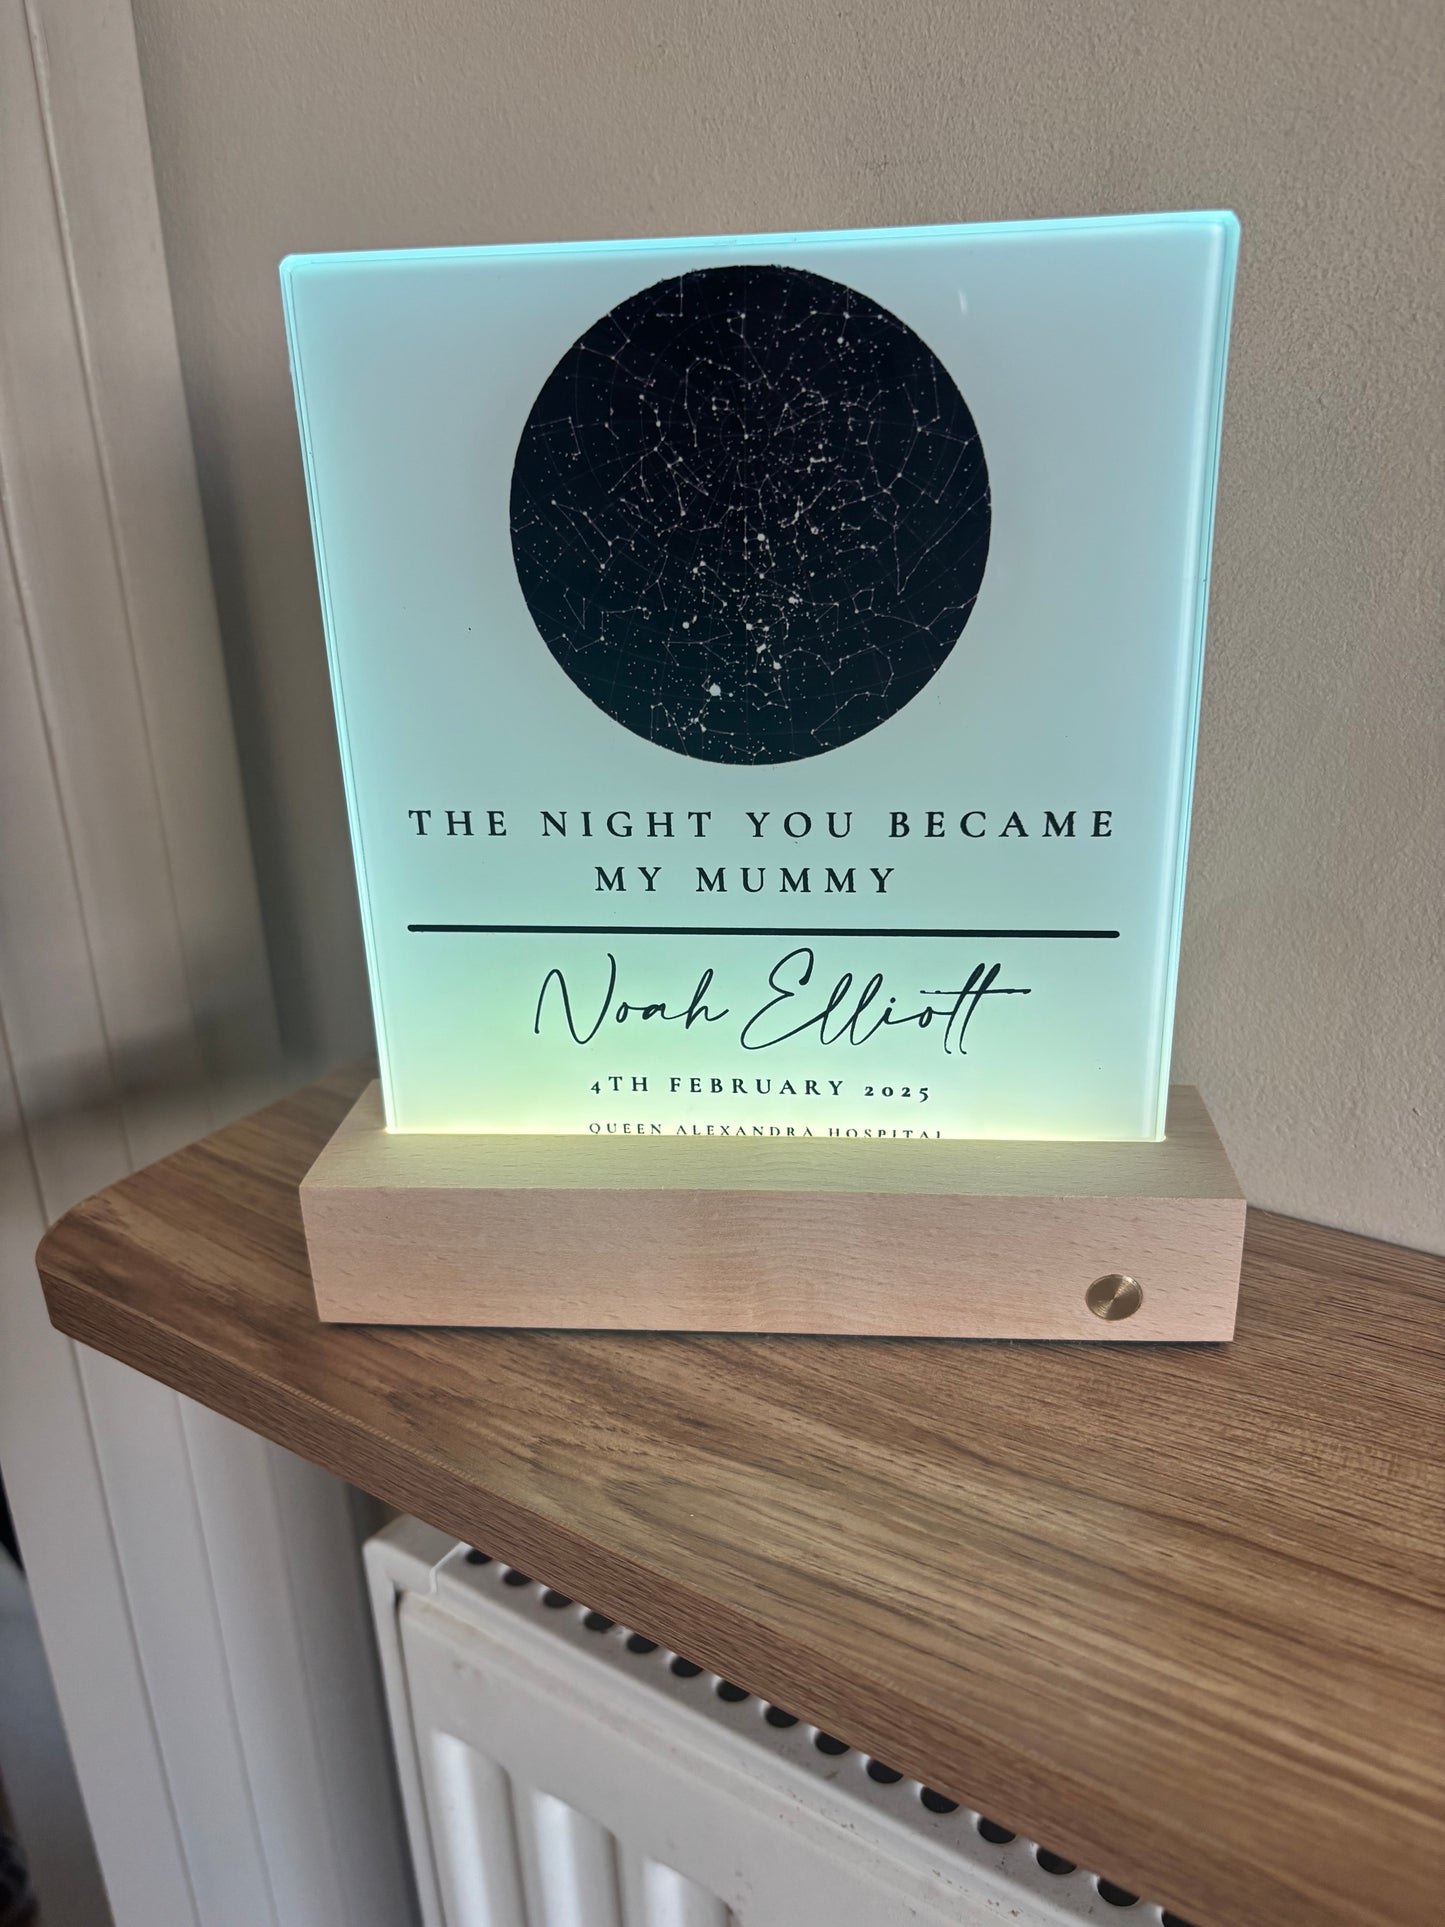 THE NIGHT YOU BECAME
MY MUMMY
Noah Elliott
4TH FEBRUARY 2025
QUEEN ALEXANDRA HOSPITAL